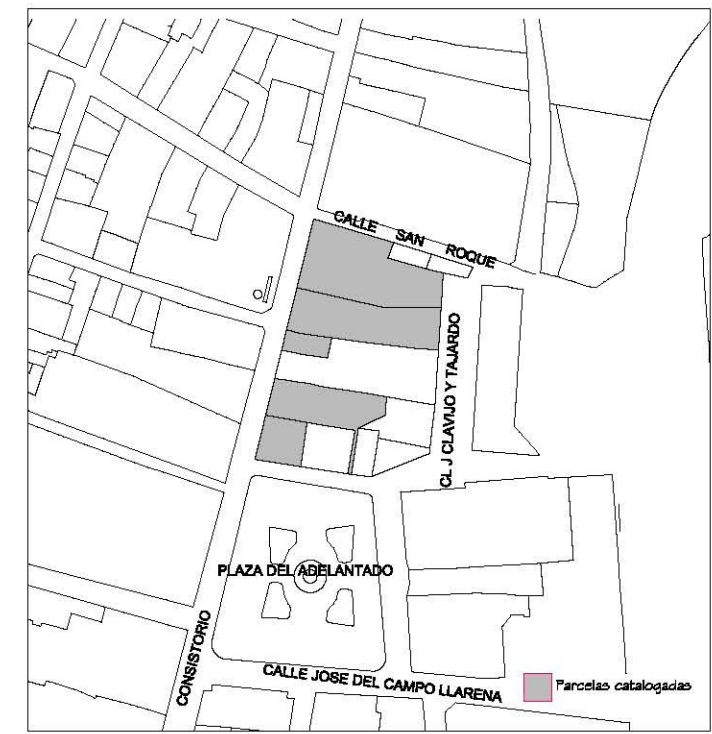 CALLE SAN ROQUE
CL J CLAVIJO Y TAJARDO
PLAZA DEL ADELANTADO
CONSISTORIO
CALLE JOSE DEL CAMPO LLARENA
Parcelas catalogadas